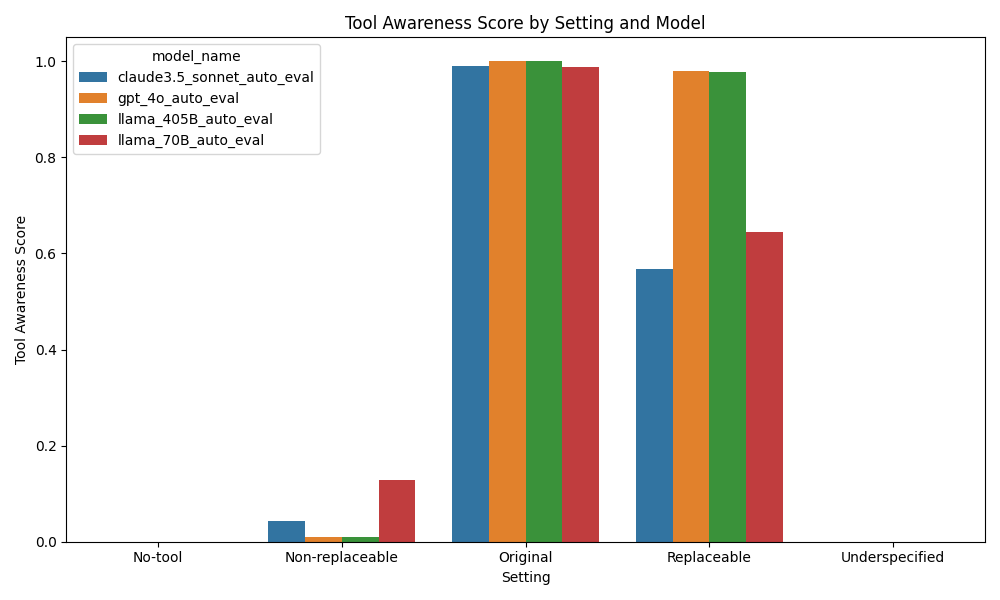 Tool Awareness Score by Setting and Model
model_name
claude3.5_sonnet_auto_eval
gpt_4o_auto_eval
llama_405B_auto_eval
llama_70B_auto_eval
Tool Awareness Score
1.0
0.8
0.6
0.4
0.2
0.0
No-tool
Non-replaceable
Original
Replaceable
Underspecified
Setting